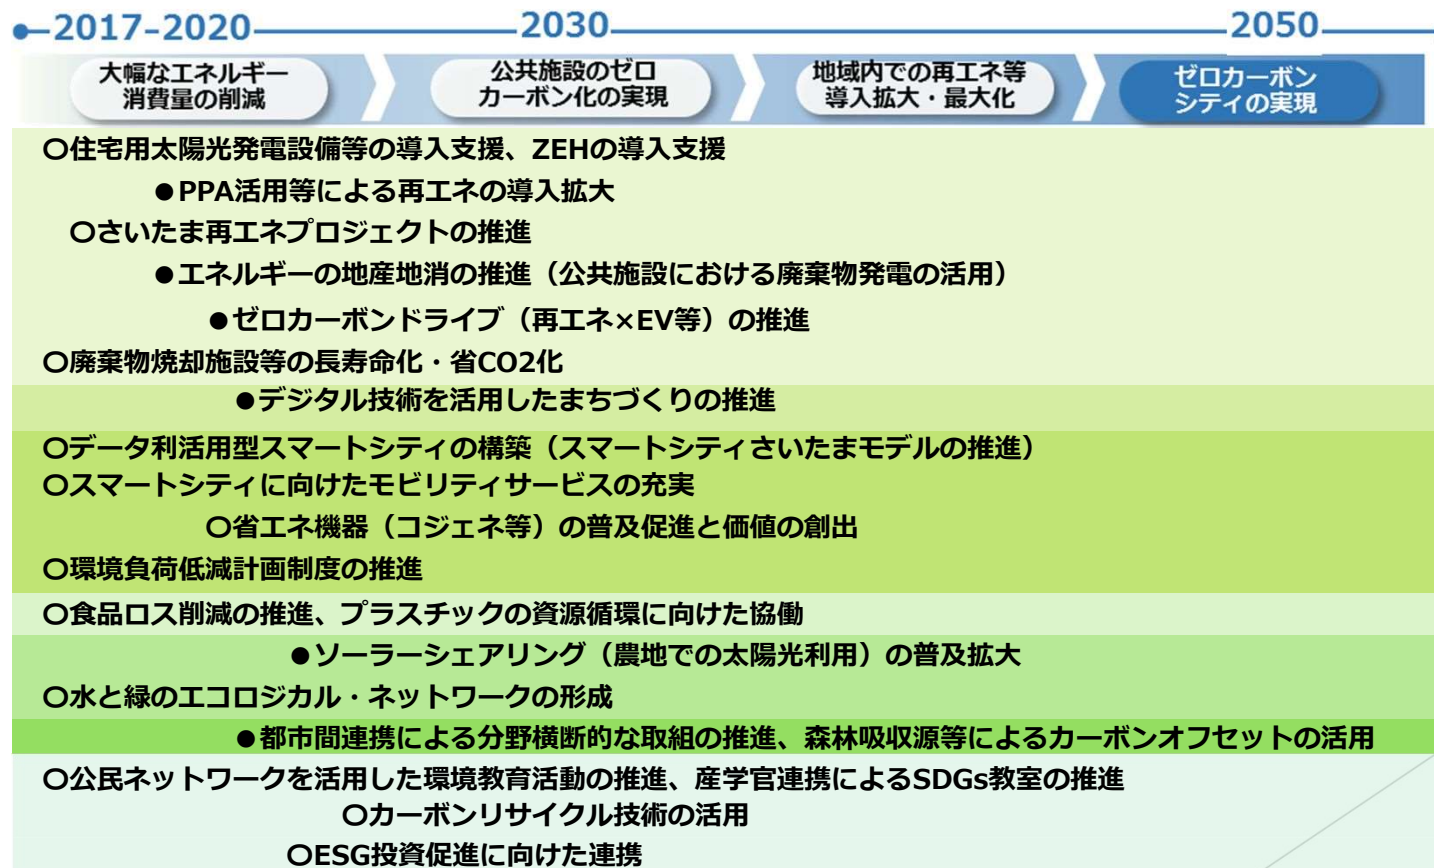 2017-2020
2030
2050
大幅なエネルギー
消費量の削減
公共施設のゼロ
カーボン化の実現
地域内での再エネ等
導入拡大・最大化
ゼロカーボン
シティの実現
〇住宅用太陽光発電設備等の導入支援、ZEHの導入支援
●PPA活用等による再エネの導入拡大
〇さいたま再エネプロジェクトの推進
●エネルギーの地産地消の推進（公共施設における廃棄物発電の活用）
●ゼロカーボンドライブ（再エネ×EV等）の推進
〇廃棄物焼却施設等の長寿命化・省CO2化
●デジタル技術を活用したまちづくりの推進
〇データ利活用型スマートシティの構築（スマートシティさいたまモデルの推進）
〇スマートシティに向けたモビリティサービスの充実
〇省エネ機器（コジェネ等）の普及促進と価値の創出
〇環境負荷低減計画制度の推進
〇食品ロス削減の推進、プラスチックの資源循環に向けた協働
●ソーラーシェアリング（農地での太陽光利用）の普及拡大
〇水と緑のエコロジカル・ネットワークの形成
●都市間連携による分野横断的な取組の推進、森林吸収源等によるカーボンオフセットの活用
〇公民ネットワークを活用した環境教育活動の推進、産学官連携によるSDGs教室の推進
〇カーボンリサイクル技術の活用
〇ESG投資促進に向けた連携